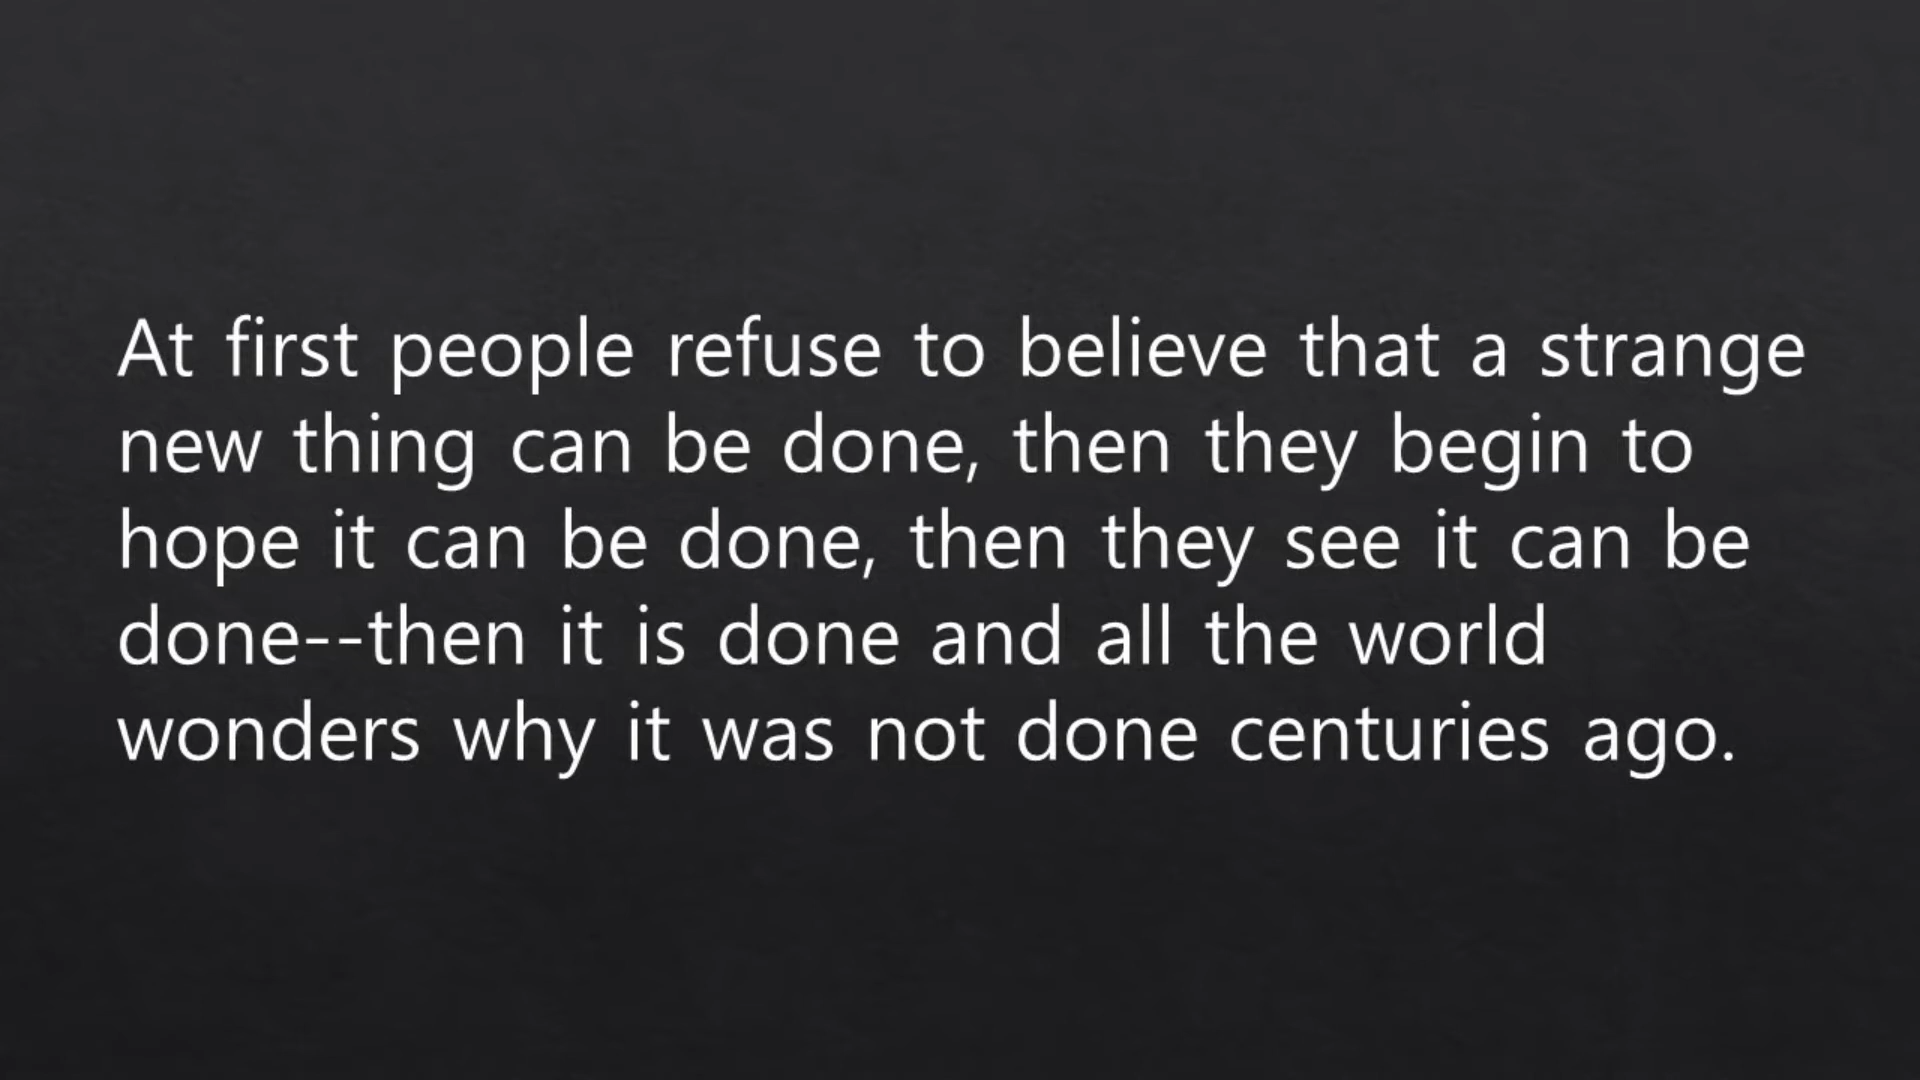 At first people refuse to believe that a strange
new thing can be done, then they begin to
hope it can be done, then they see it can be
done--then it is done and all the world
wonders why it was not done centuries ago.